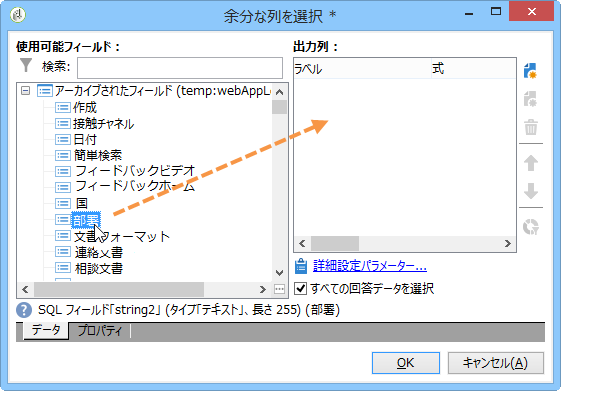 余分な列を選択 *
使用可能フィールド：
検索:
アーカイブされたフィールド (temp:webAppLo
作成
接触チャネル
日付
簡単検索
フィードバックビデオ
フィードバックホーム
国
部署
文書フォーマット
連絡文書
相談文書
出力列：
ラベル 式
詳細設定パラメーター...
すべての回答データを選択
SQL フィールド「string2」 (タイプ「テキスト」、長さ 255) (部署)
データ プロパティ
OK キャンセル(A)